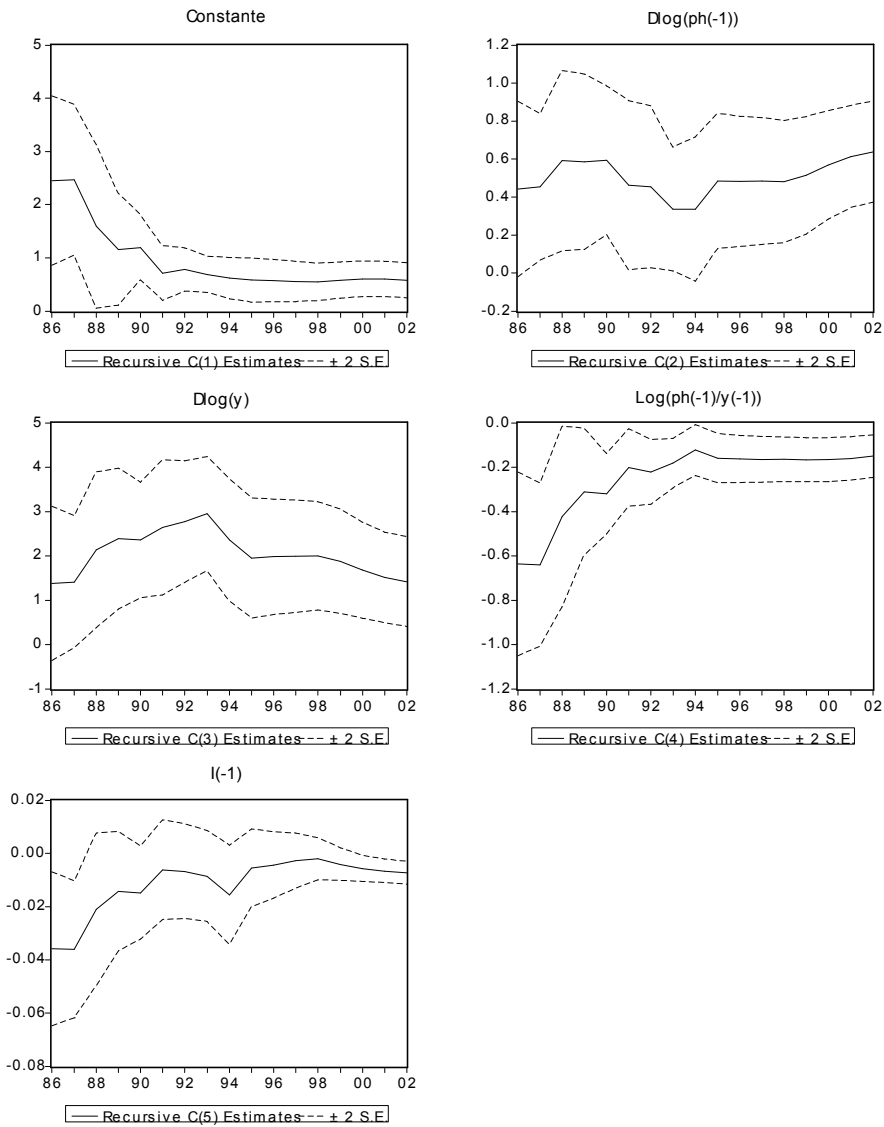 Constante
5
4
3
2
1
0
86 88 90 92 94 96 98 00 02
Recursive C(1) Estimates ± 2 S.E.
Dlog(ph(-1))
1.2
1.0
0.8
0.6
0.4
0.2
0.0
-0.2
86 88 90 92 94 96 98 00 02
Recursive C(2) Estimates ± 2 S.E.
Dlog(y)
5
4
3
2
1
0
-1
86 88 90 92 94 96 98 00 02
Recursive C(3) Estimates ± 2 S.E.
Log(ph(-1)/y(-1))
0.0
-0.2
-0.4
-0.6
-0.8
-1.0
-1.2
86 88 90 92 94 96 98 00 02
Recursive C(4) Estimates ± 2 S.E.
I(-1)
0.02
0.00
-0.02
-0.04
-0.06
-0.08
86 88 90 92 94 96 98 00 02
Recursive C(5) Estimates ± 2 S.E.